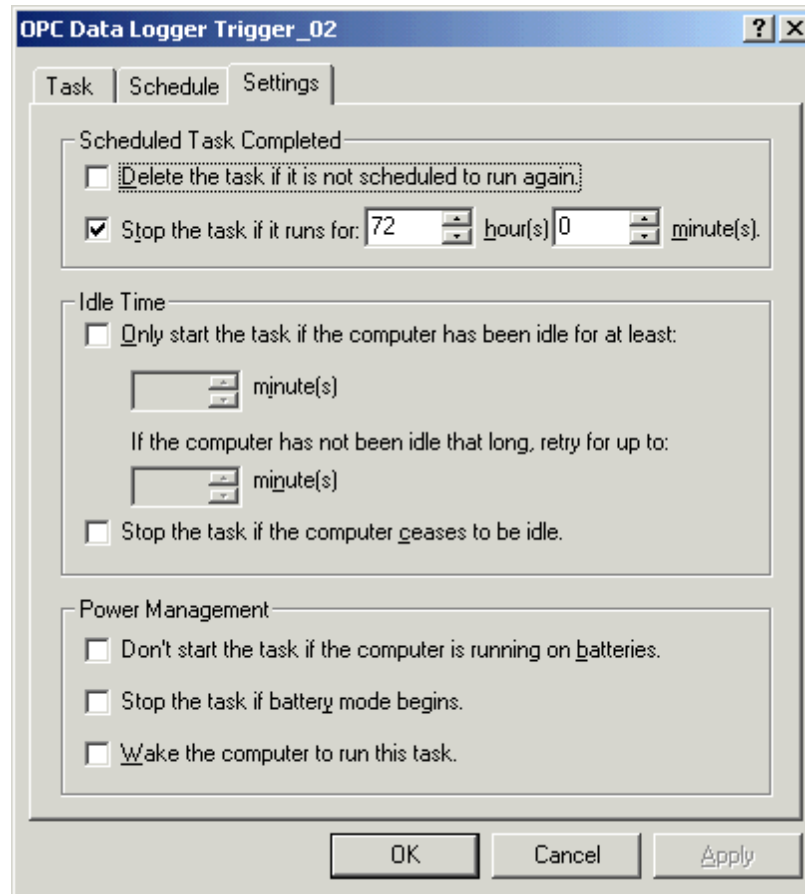 OPC Data Logger Trigger_02
Task Schedule Settings
Scheduled Task Completed
Delete the task if it is not scheduled to run again.
Stop the task if it runs for: 72 hour(s) 0 minute(s).
Idle Time
Only start the task if the computer has been idle for at least:
minute(s)
If the computer has not been idle that long, retry for up to:
minute(s)
Stop the task if the computer ceases to be idle.
Power Management
Don't start the task if the computer is running on batteries.
Stop the task if battery mode begins.
Wake the computer to run this task.
OK Cancel Apply